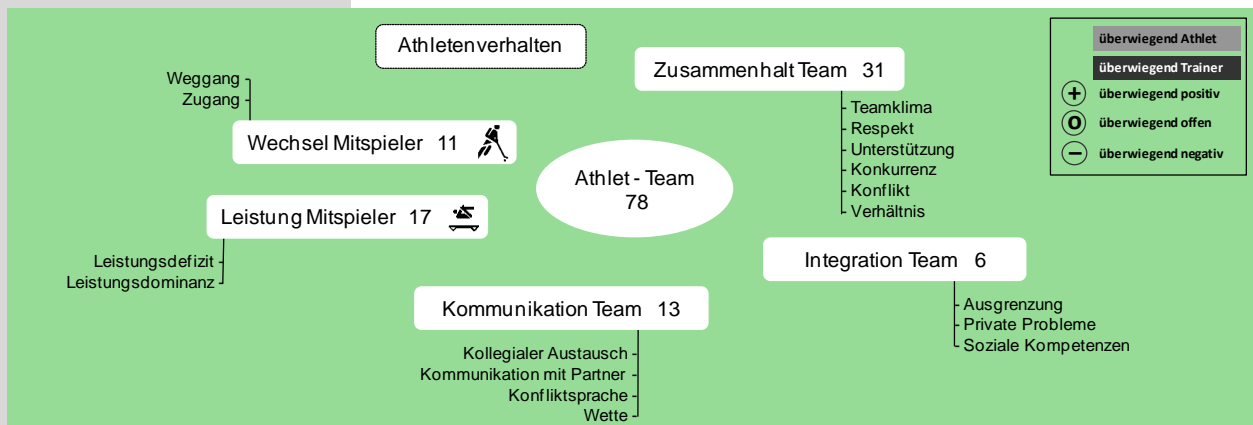 Athletenverhalten
Zusammenhalt Team 31
Teamklima
Respekt
Unterstützung
Konkurrenz
Konflikt
Verhältnis
Weggang
Zugang
Wechsel Mitspieler 11
Athlet - Team
78
Leistung Mitspieler 17
Leistungsdefizit
Leistungsdominanz
Integration Team 6
Ausgrenzung
Private Probleme
Soziale Kompetenzen
Kommunikation Team 13
Kollegialer Austausch
Kommunikation mit Partner
Konfliktsprache
Wette
überwiegend Athlet
überwiegend Trainer
+ überwiegend positiv
O überwiegend offen
− überwiegend negativ